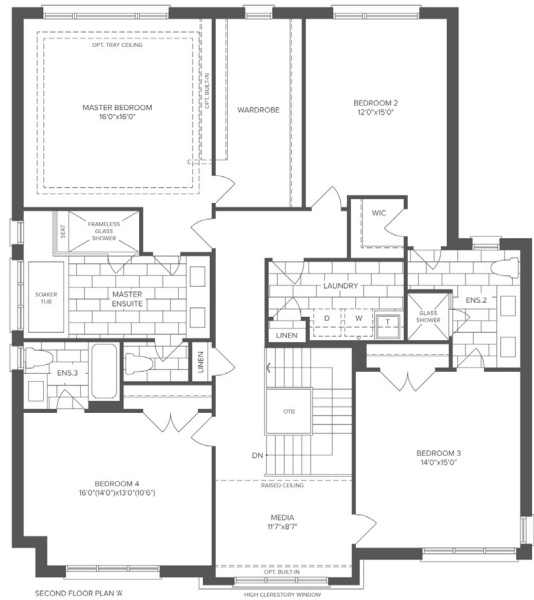 OPT. TRAY CEILING
OPT. BUILT-IN
MASTER BEDROOM
16'0"x16'0"
WARDROBE
BEDROOM 2
12'0"x15'0"
WIC
SEAT
FRAMELESS
GLASS
SHOWER
SOAKER
TUB
MASTER
ENSUITE
LAUNDRY
D
W
T
LINEN
GLASS
SHOWER
ENS.2
ENS.3
LINEN
OTB
DN
BEDROOM 3
14'0"x15'0"
BEDROOM 4
16'0"(14'0")x13'0"(10'6")
RAISED CEILING
MEDIA
11'7"x8'7"
OPT. BUILT-IN
HIGH CLERESTORY WINDOW
SECOND FLOOR PLAN 'A'